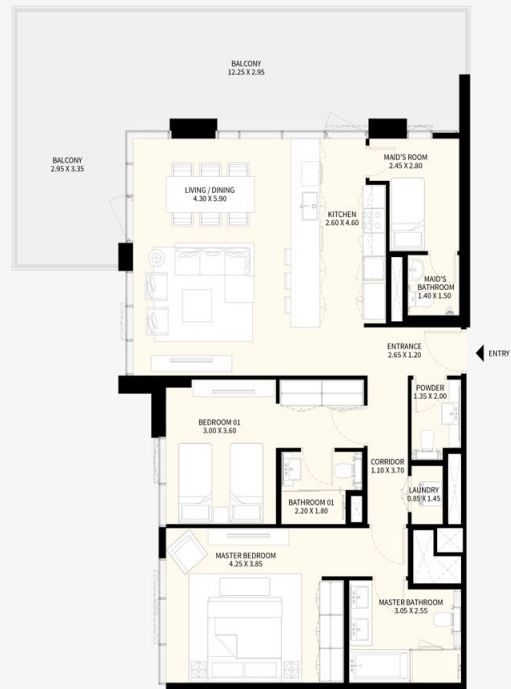 BALCONY
12.25 X 2.95
BALCONY
2.95 X 3.35
MAID'S ROOM
2.45 X 2.80
LIVING / DINING
4.30 X 5.90
KITCHEN
2.60 X 4.60
MAID'S
BATHROOM
1.40 X 1.50
ENTRANCE
2.65 X 1.20
ENTRY
POWDER
1.35 X 2.00
BEDROOM 01
3.00 X 3.60
CORRIDOR
1.10 X 3.70
LAUNDRY
0.85 X 1.45
BATHROOM 01
2.20 X 1.80
MASTER BEDROOM
4.25 X 3.85
MASTER BATHROOM
3.05 X 2.55